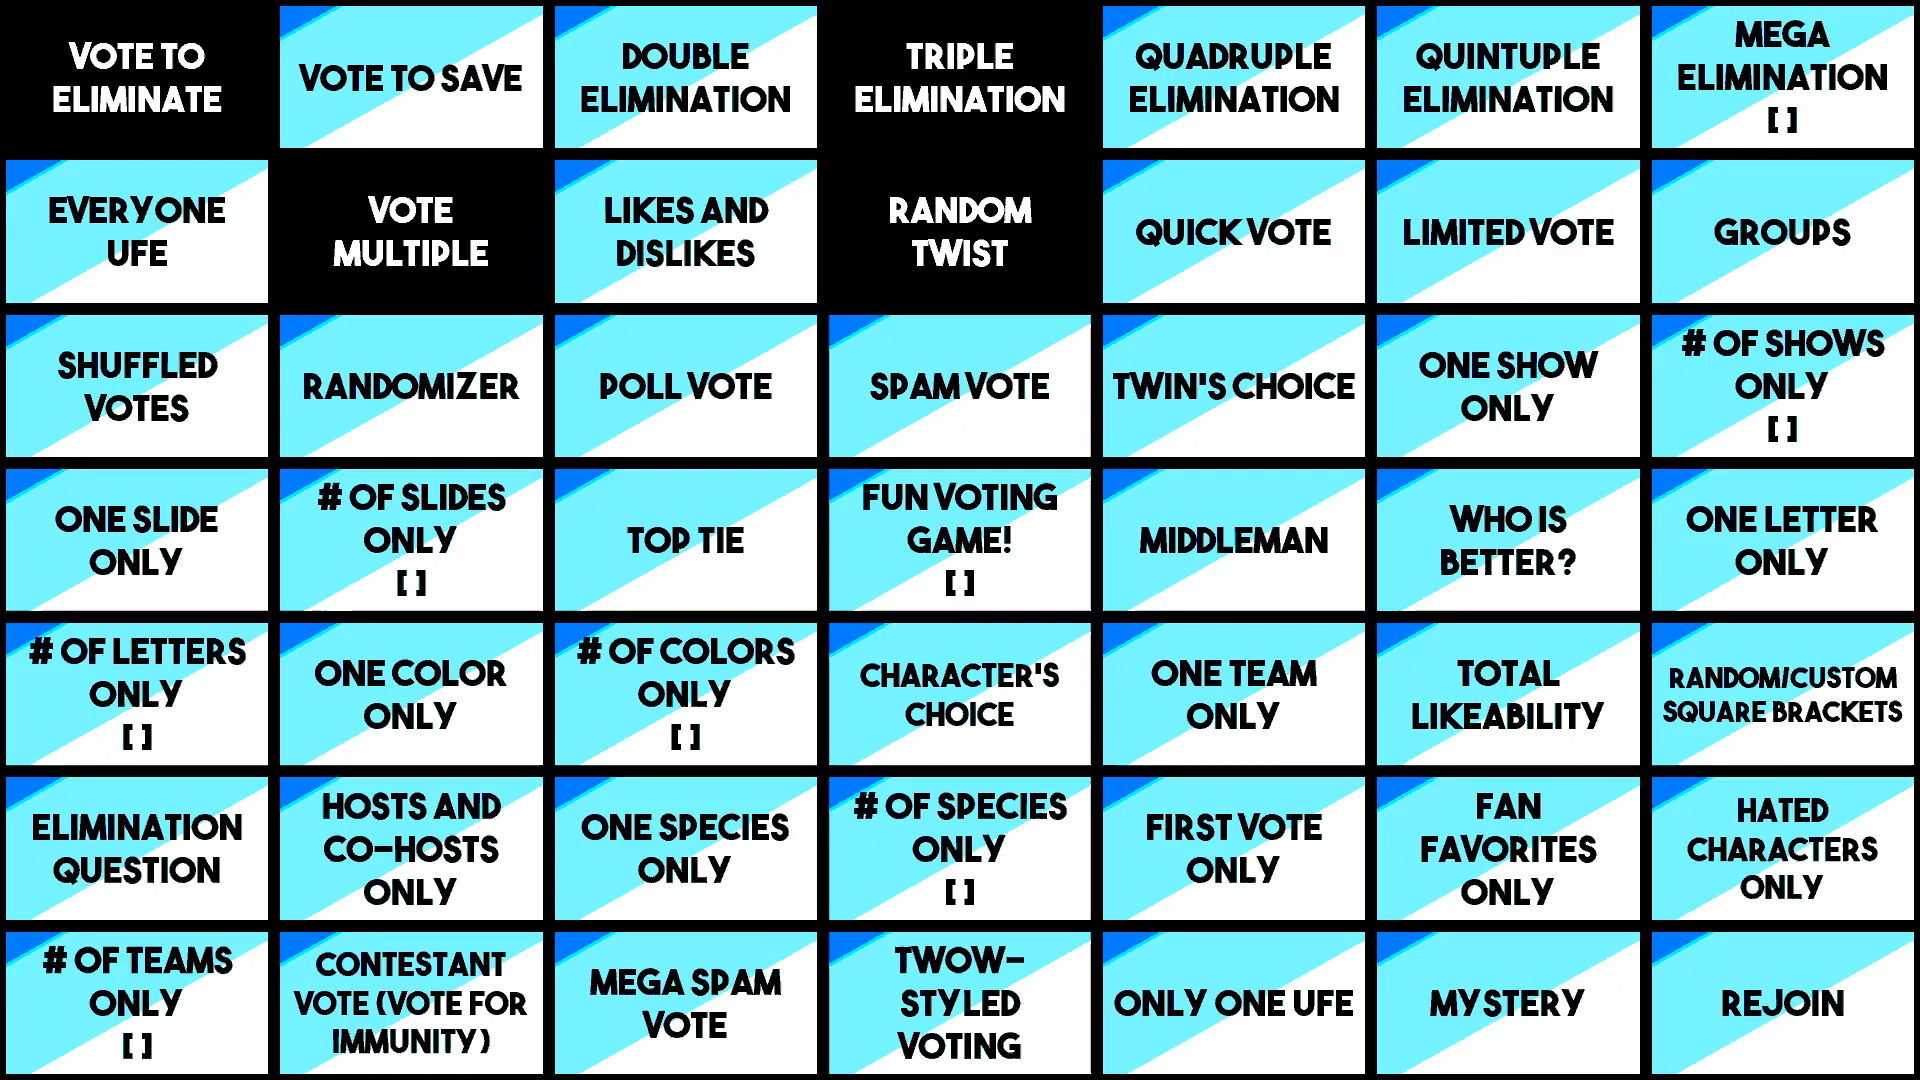 VOTE TO
ELIMINATE
VOTE TO SAVE
DOUBLE
ELIMINATION
TRIPLE
ELIMINATION
QUADRUPLE
ELIMINATION
QUINTUPLE
ELIMINATION
MEGA
ELIMINATION
[ ]
EVERYONE
UFE
VOTE
MULTIPLE
LIKES AND
DISLIKES
RANDOM
TWIST
QUICK VOTE
LIMITED VOTE
GROUPS
SHUFFLED
VOTES
RANDOMIZER
POLL VOTE
SPAM VOTE
TWIN'S CHOICE
ONE SHOW
ONLY
# OF SHOWS
ONLY
[ ]
ONE SLIDE
ONLY
# OF SLIDES
ONLY
[ ]
TOP TIE
FUN VOTING
GAME!
[ ]
MIDDLEMAN
WHO IS
BETTER?
ONE LETTER
ONLY
# OF LETTERS
ONLY
[ ]
ONE COLOR
ONLY
# OF COLORS
ONLY
[ ]
CHARACTER'S
CHOICE
ONE TEAM
ONLY
TOTAL
LIKEABILITY
RANDOM/CUSTOM
SQUARE BRACKETS
ELIMINATION
QUESTION
HOSTS AND
CO-HOSTS
ONLY
ONE SPECIES
ONLY
# OF SPECIES
ONLY
[ ]
FIRST VOTE
ONLY
FAN
FAVORITES
ONLY
HATED
CHARACTERS
ONLY
# OF TEAMS
ONLY
[ ]
CONTESTANT
VOTE (VOTE FOR
IMMUNITY)
MEGA SPAM
VOTE
TWOW-
STYLED
VOTING
ONLY ONE UFE
MYSTERY
REJOIN